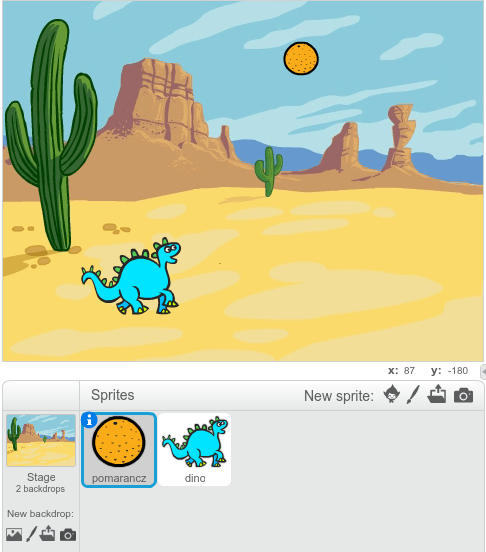 x: 87 y: -180
Sprites
New sprite:
Stage
2 backdrops
New backdrop:
pomarancz
dino